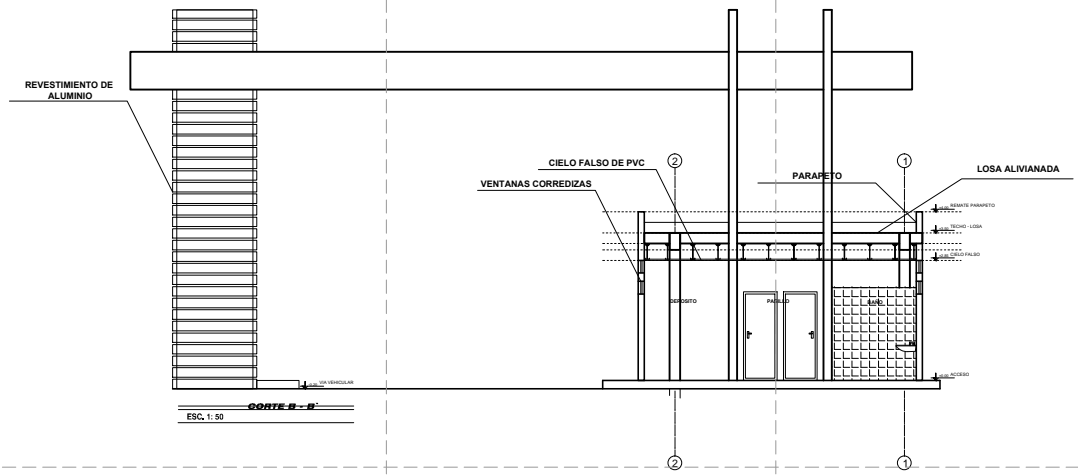 REVESTIMIENTO DE
ALUMINIO
CIELO FALSO DE PVC
VENTANAS CORREDIZAS
2
1
PARAPETO
LOSA ALIVIANADA
REMATE PARAPETO
TECHO - LOSA
CIELO FALSO
DEPOSITO
PASILLO
BAÑO
VIA VEHICULAR
ACCESO
CORTE B - B`
ESC. 1: 50
2
1